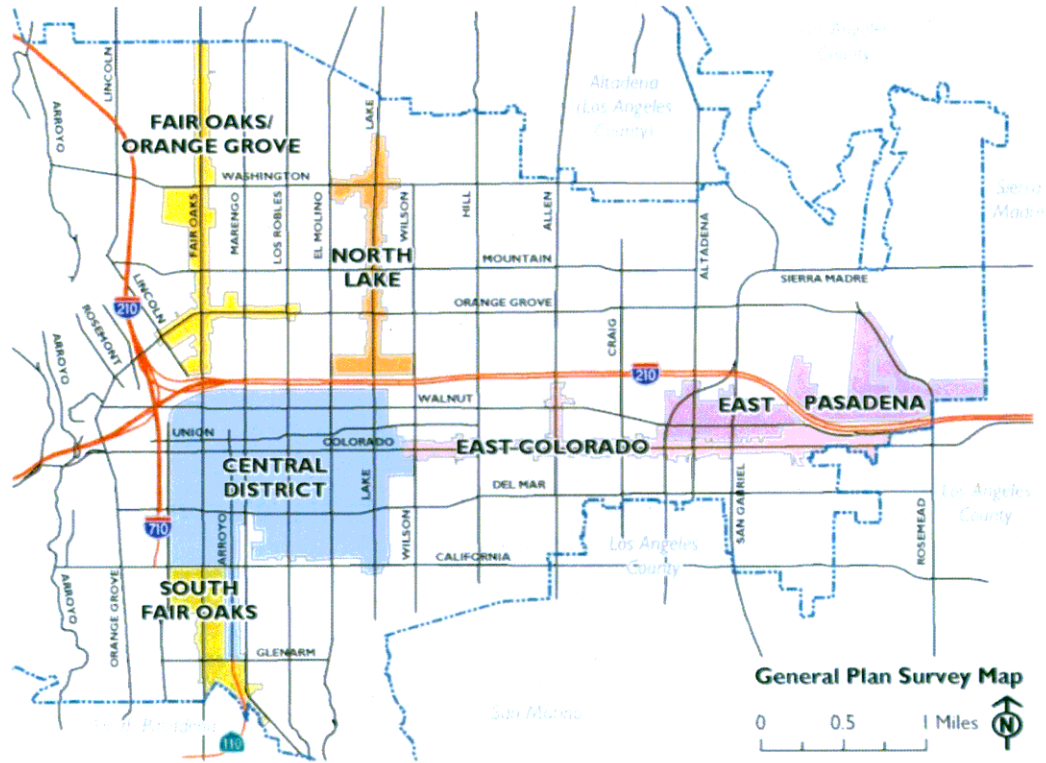 Angeles
County
Altadena
(Los Angeles
County)
LINCOLN
ARROYO
LAKE
FAIR OAKS/
ORANGE GROVE
WASHINGTON
Sierra
Madre
FAIR OAKS
MARENGO
LOS ROBLES
EL MOLINO
WILSON
HILL
ALLEN
ALTADENA
NORTH
LAKE
MOUNTAIN
SIERRA MADRE
LINCOLN
210
ORANGE GROVE
ROSEMONT
ARROYO
CRAIG
210
WALNUT
EAST PASADENA
UNION
COLORADO
EAST COLORADO
CENTRAL
DISTRICT
LAKE
DEL MAR
SAN GABRIEL
Los Angeles
County
710
ARROYO
WILSON
ROSEMEAD
CALIFORNIA
Los Angeles
County
ARROYO
ORANGE GROVE
SOUTH
FAIR OAKS
GLENARM
General Plan Survey Map
South Pasadena
San Marino
110
0 0.5 1 Miles
N